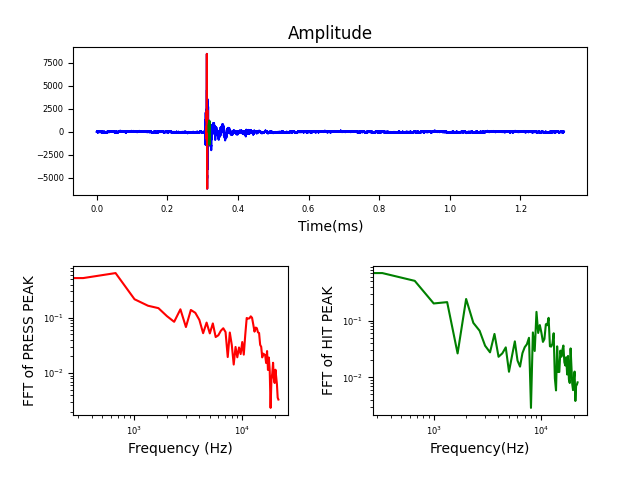 Amplitude
7500
5000
2500
0
−2500
−5000
0.0 0.2 0.4 0.6 0.8 1.0 1.2
Time(ms)
FFT of PRESS PEAK
10⁻¹
10⁻²
10³ 10⁴
Frequency (Hz)
FFT of HIT PEAK
10⁻¹
10⁻²
10³ 10⁴
Frequency(Hz)